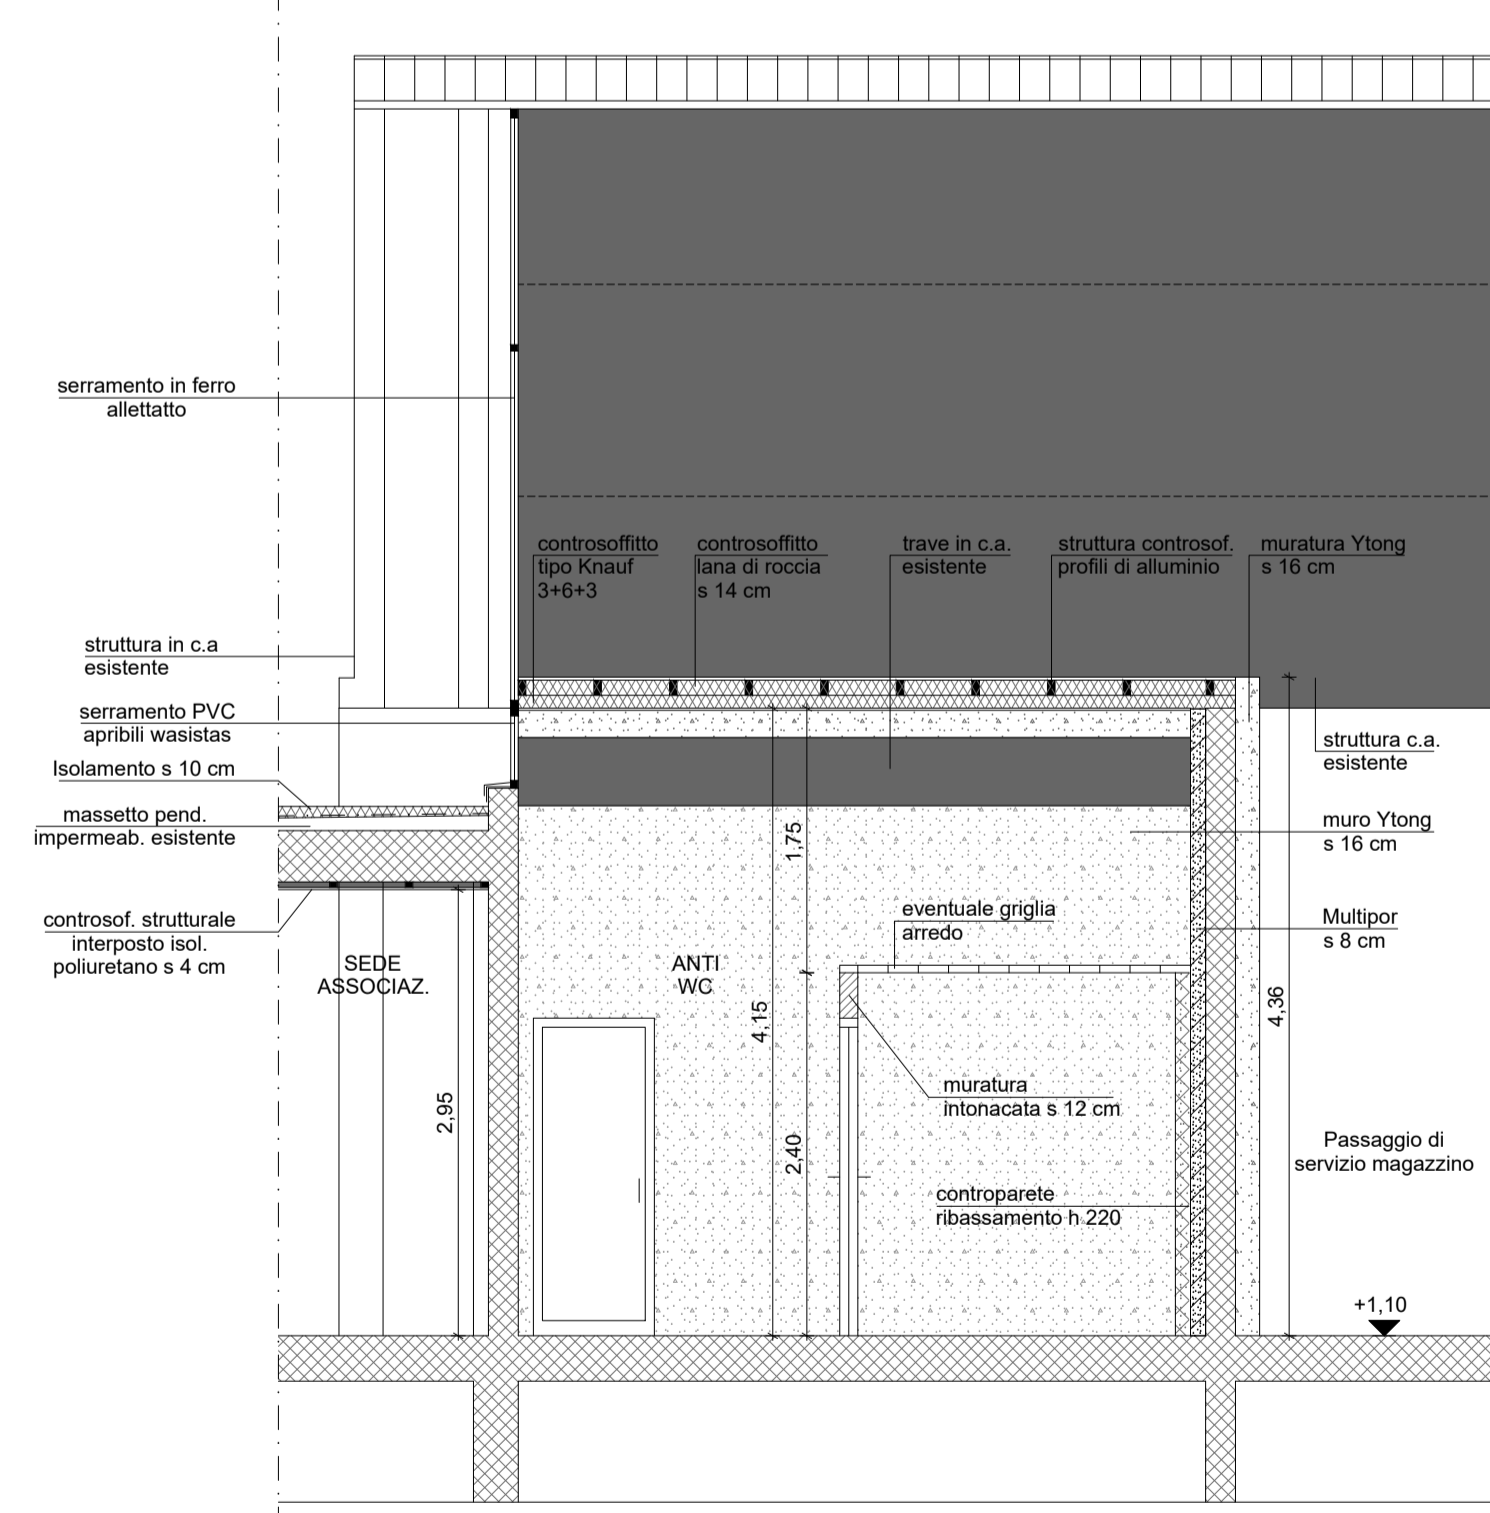 serramento in ferro
allettatto
controsoffitto
tipo Knauf
3+6+3
controsoffitto
lana di roccia
s 14 cm
trave in c.a.
esistente
struttura controsof.
profili di alluminio
muratura Ytong
s 16 cm
struttura in c.a
esistente
serramento PVC
apribili wasistas
Isolamento s 10 cm
massetto pend.
impermeab. esistente
controsof. strutturale
interposto isol.
poliuretano s 4 cm
struttura c.a.
esistente
muro Ytong
s 16 cm
Multipor
s 8 cm
eventuale griglia
arredo
SEDE
ASSOCIAZ.
ANTI
WC
1,75
4,15
2,40
2,95
4,36
muratura
intonacata s 12 cm
controparete
ribassamento h 220
Passaggio di
servizio magazzino
+1,10